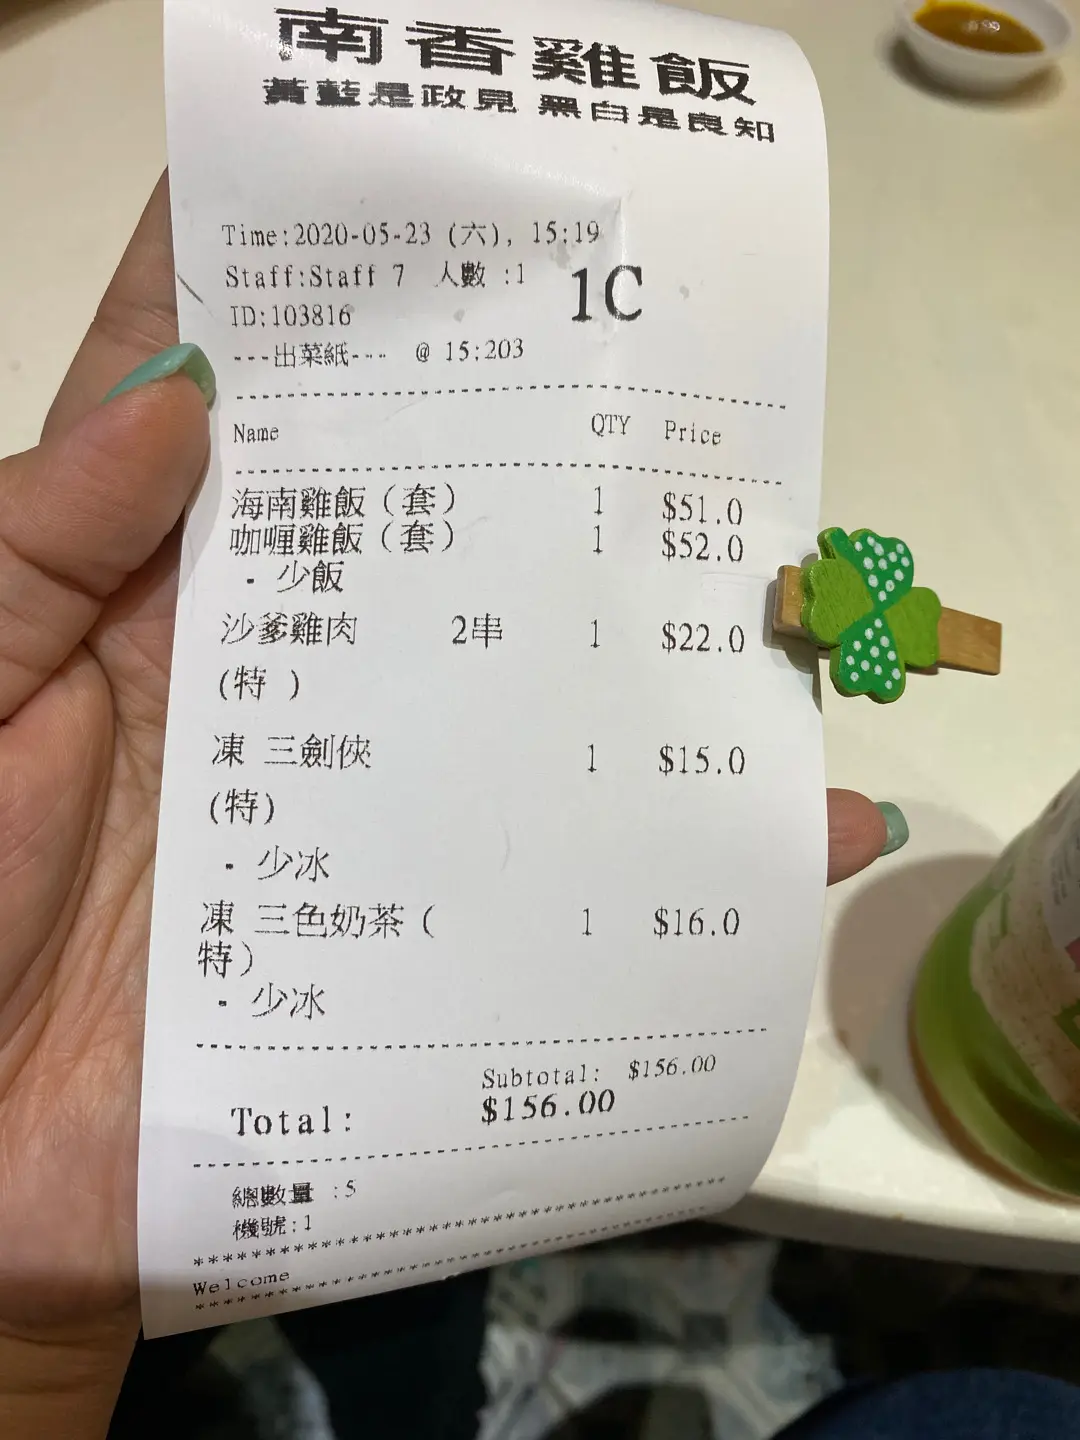 南香雞飯
黃藍是政見 黑白是良知
Time:2020-05-23 (六), 15:19
Staff:Staff 7 人數 :1 1C
ID:103816
---出菜紙--- @ 15:203
Name QTY Price
海南雞飯（套） 1 $51.0
咖喱雞飯（套） 1 $52.0
· 少飯
沙爹雞肉 2串 1 $22.0
(特 )
凍 三劍俠 1 $15.0
(特)
· 少冰
凍 三色奶茶（ 1 $16.0
特）
· 少冰
Subtotal: $156.00
Total: $156.00
總數量 :5
機號:1
Welcome